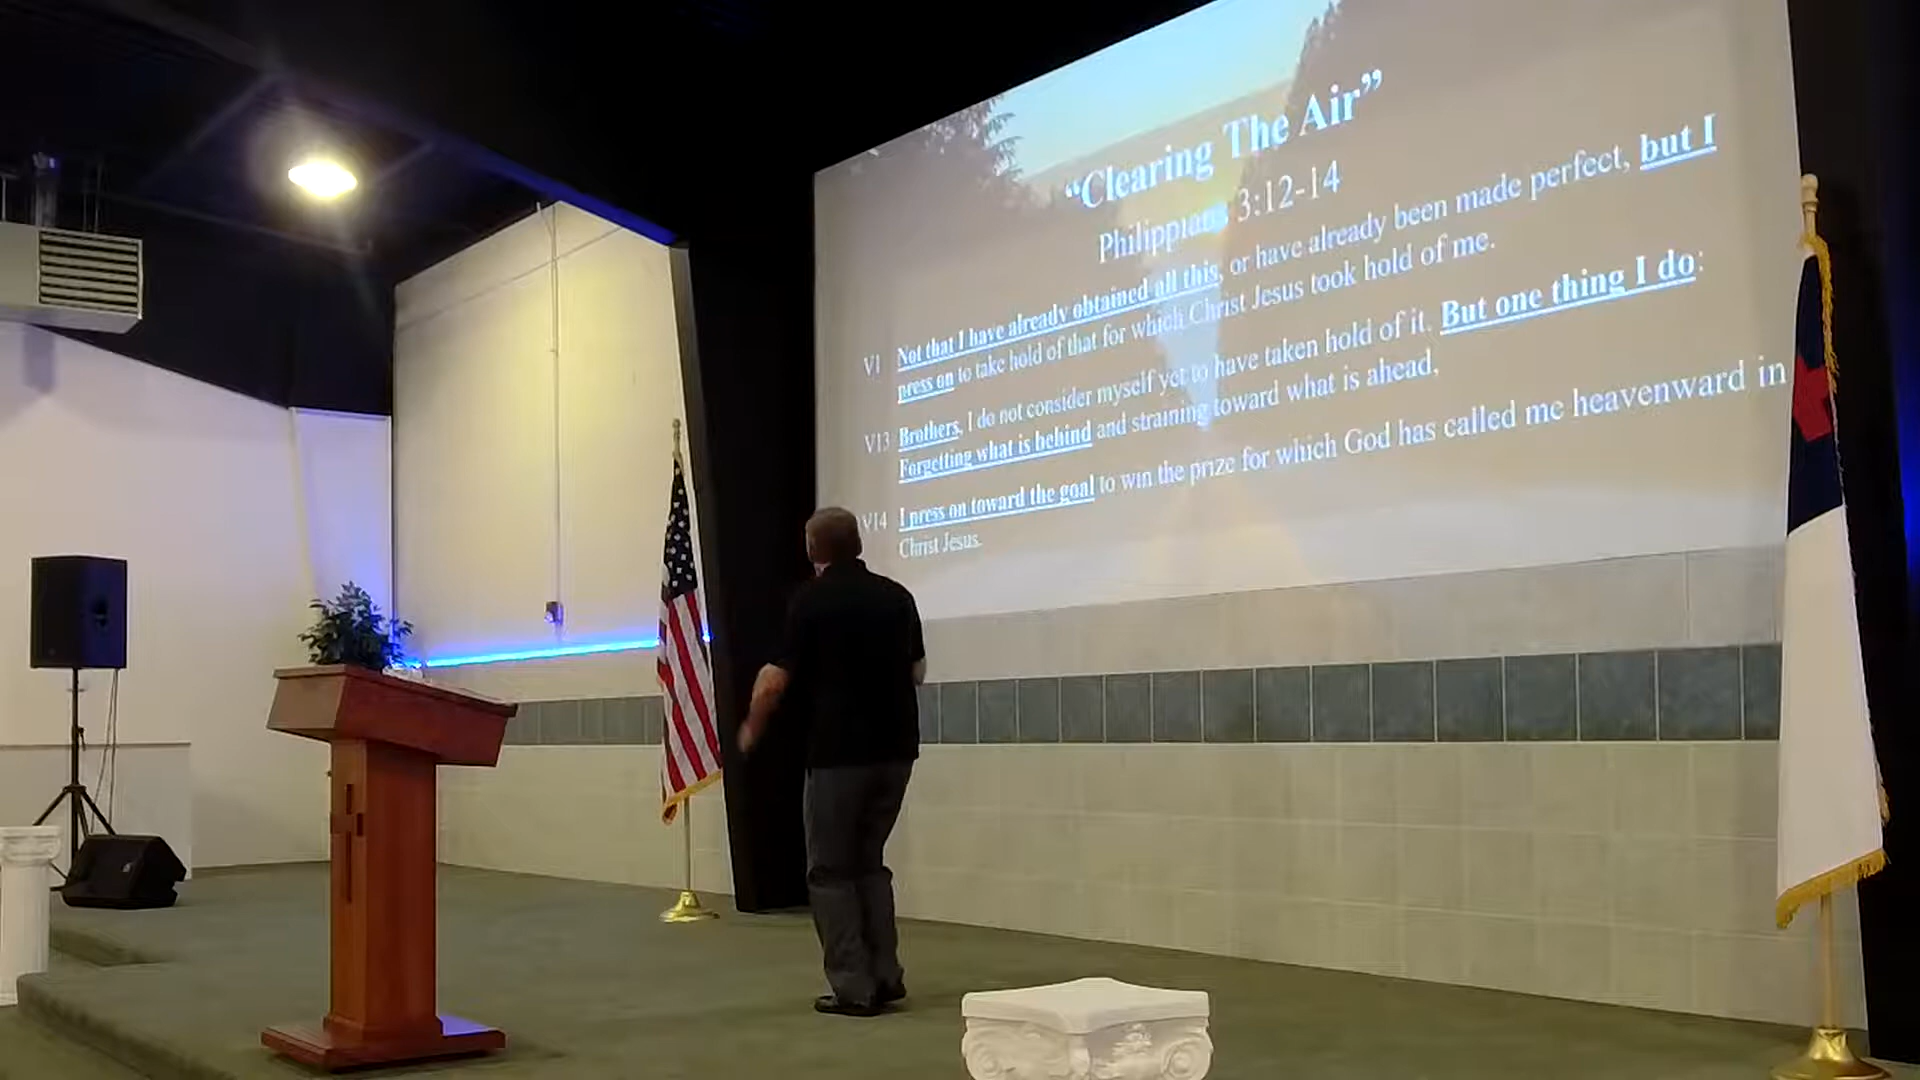 “Clearing The Air”
Philippians 3:12-14
V1 Not that I have already obtained all this, or have already been made perfect, but I
press on to take hold of that for which Christ Jesus took hold of me.
V13 Brothers, I do not consider myself yet to have taken hold of it. But one thing I do:
Forgetting what is behind and straining toward what is ahead,
V14 I press on toward the goal to win the prize for which God has called me heavenward in
Christ Jesus.